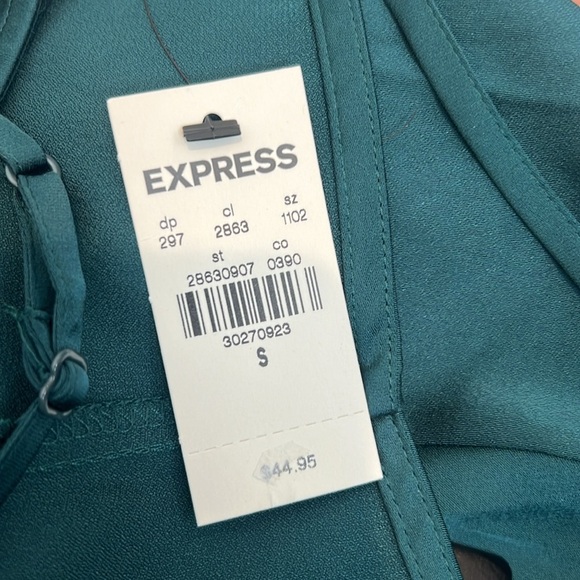 EXPRESS
dp cl sz
297 2863 1102
st co
28630907 0390
30270923
S
$44.95